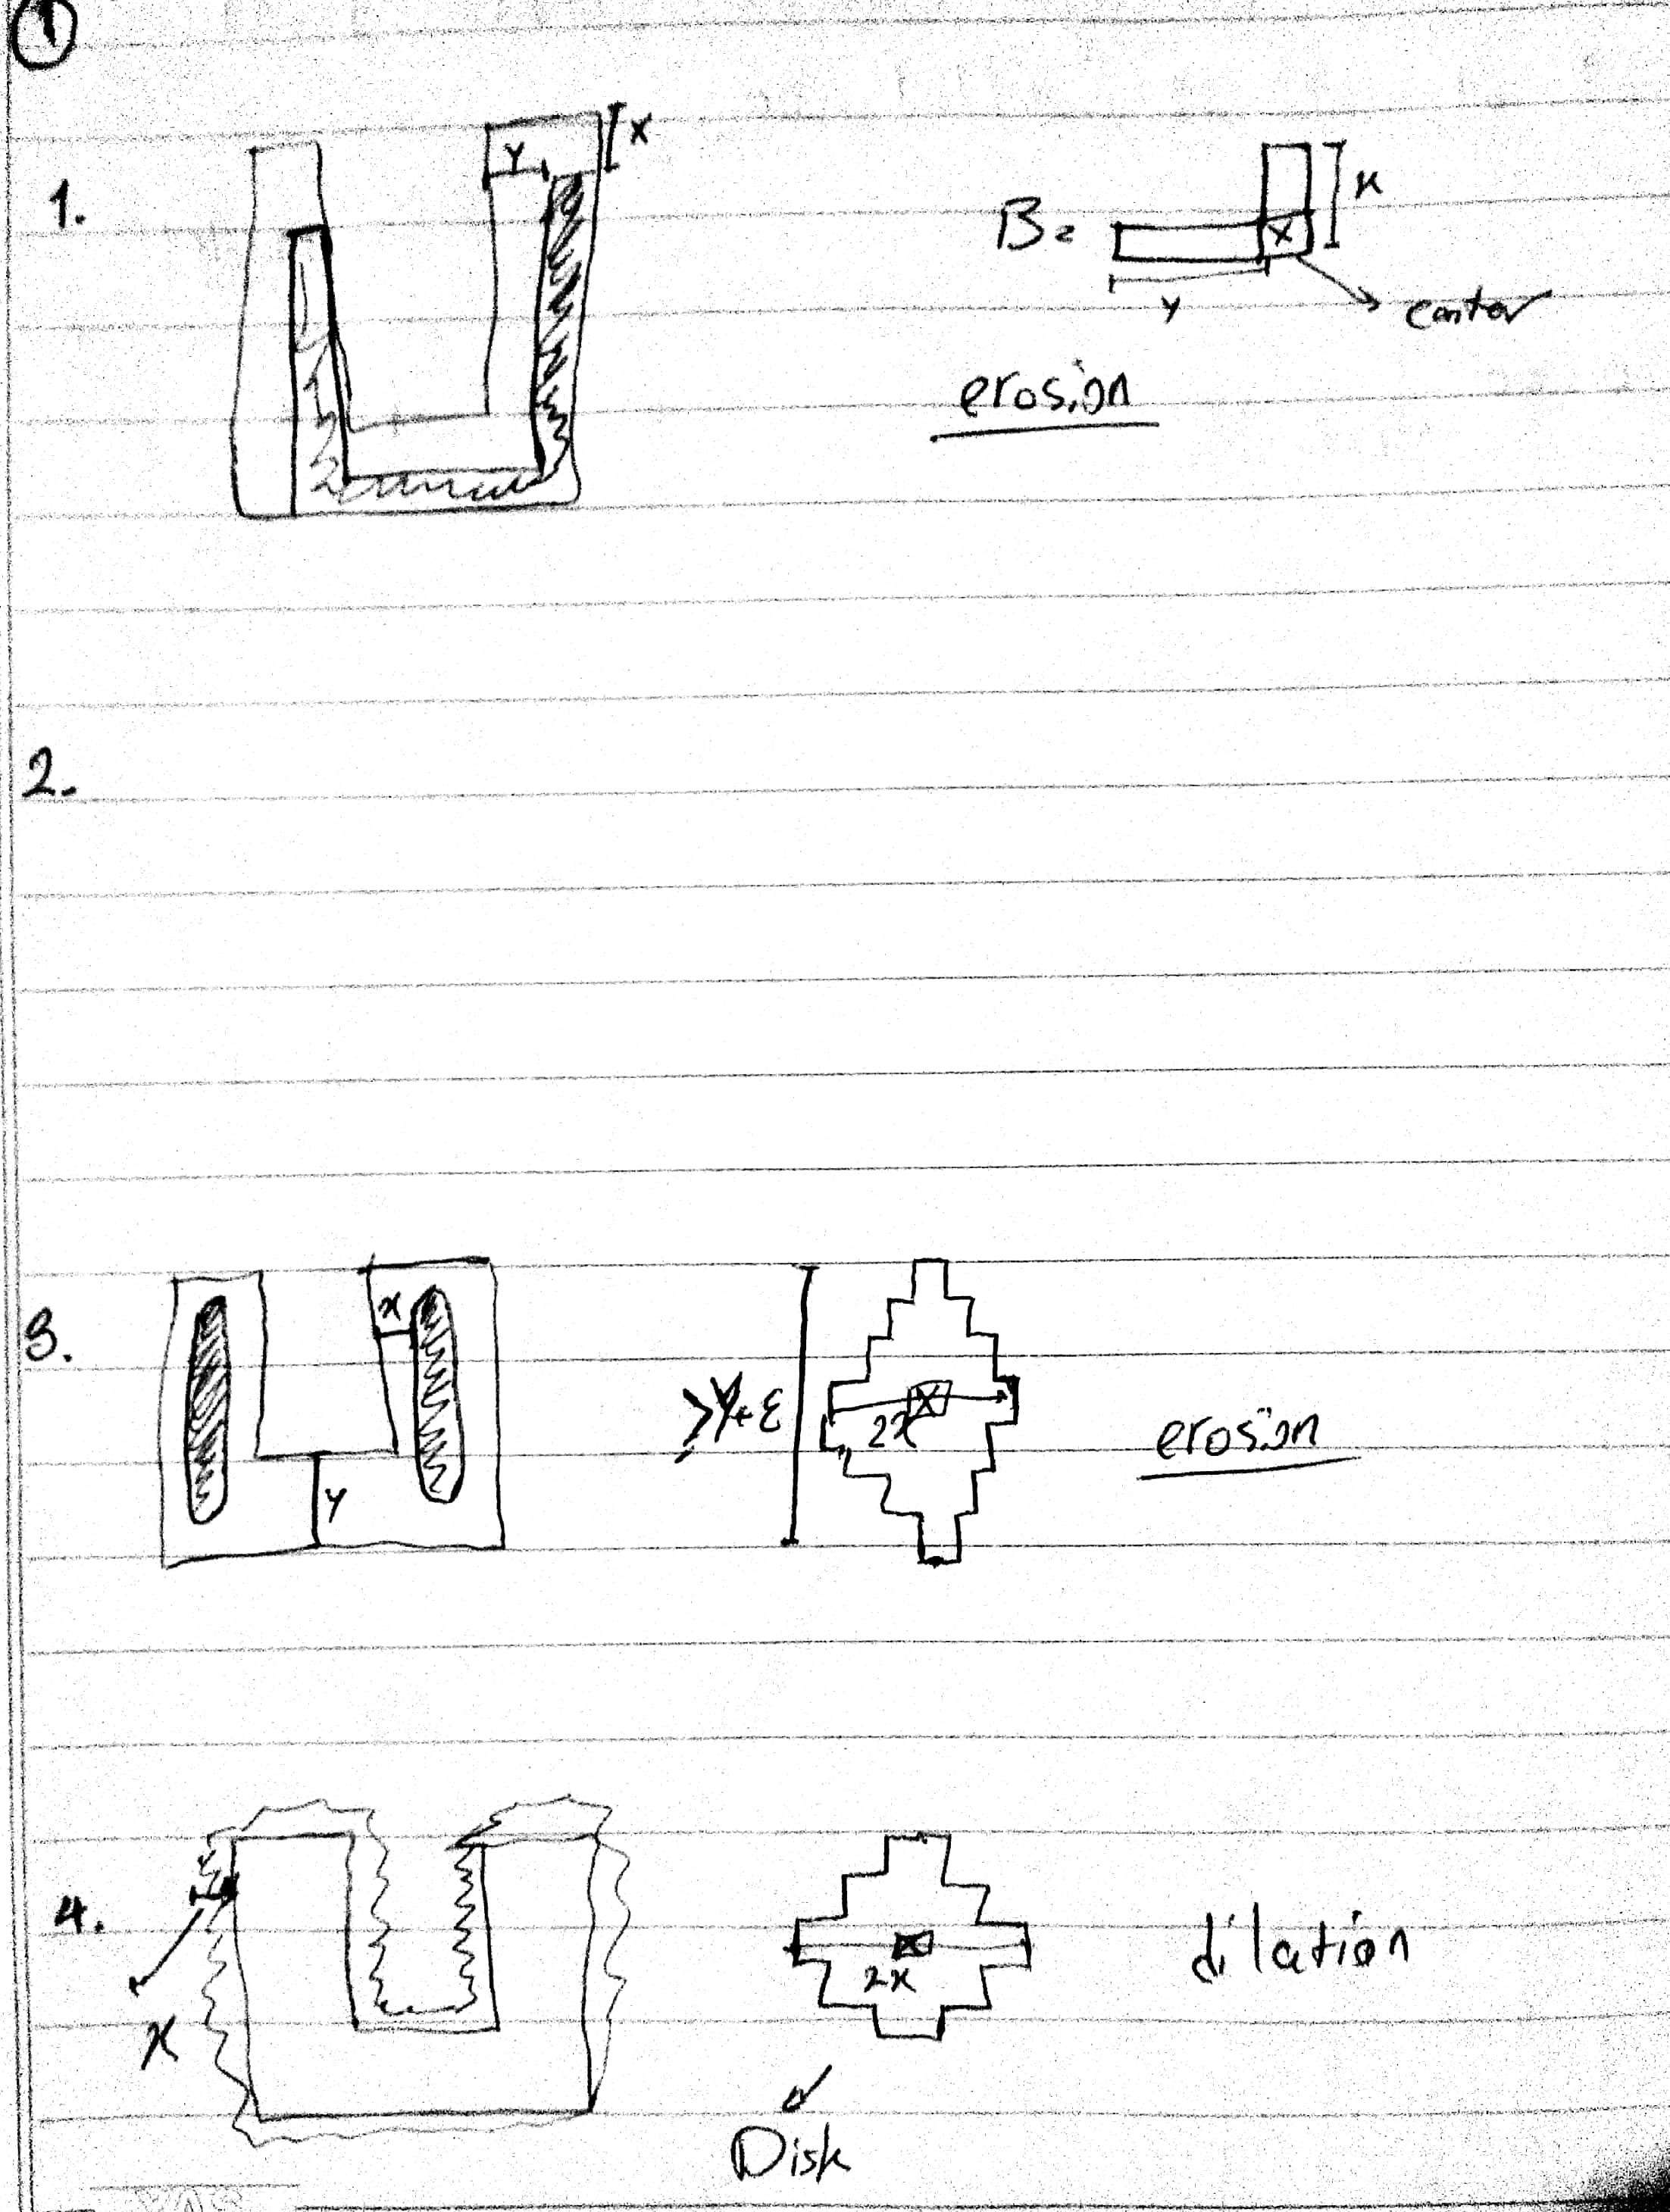 1
1.
Y
X
B =
x
X
Y
center
erosion
2.
3.
x
Y
≥ Y + ε
X
2x
erosion
4.
x
X
2x
dilation
Disk